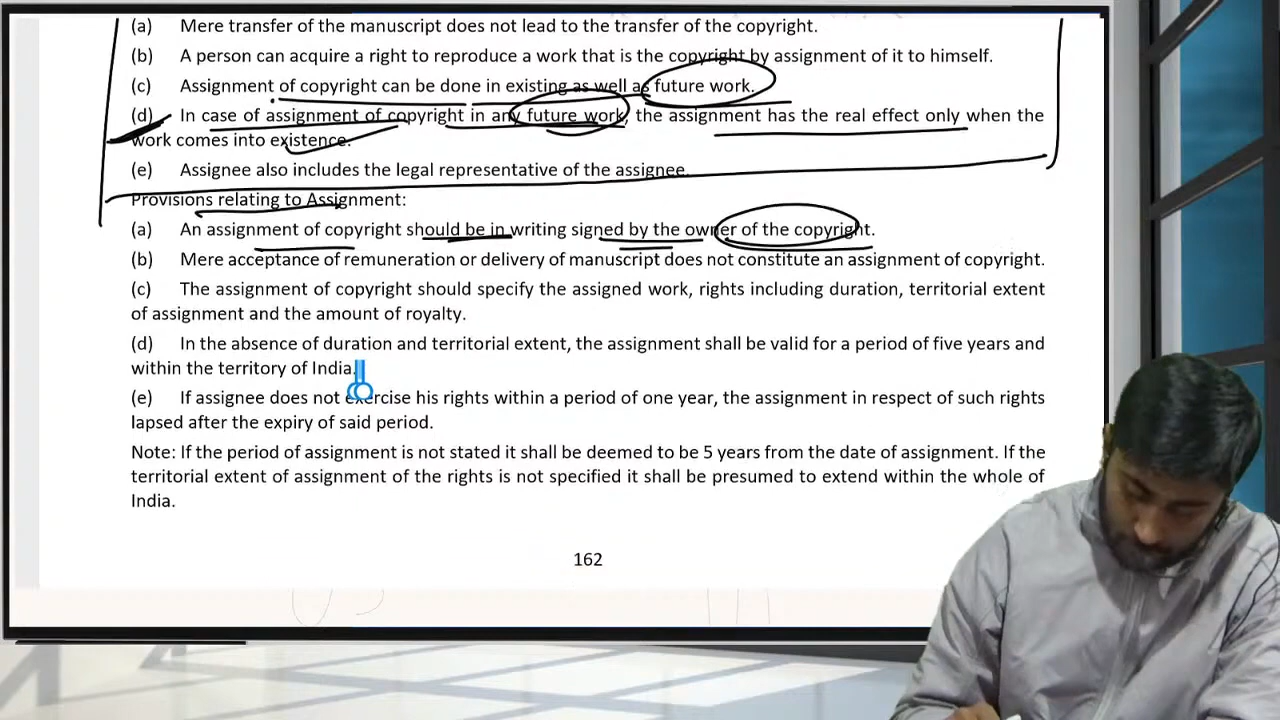 (a) Mere transfer of the manuscript does not lead to the transfer of the copyright.
(b) A person can acquire a right to reproduce a work that is the copyright by assignment of it to himself.
(c) Assignment of copyright can be done in existing as well as future work.
(d) In case of assignment of copyright in any future work, the assignment has the real effect only when the
work comes into existence.
(e) Assignee also includes the legal representative of the assignee.
Provisions relating to Assignment:
(a) An assignment of copyright should be in writing signed by the owner of the copyright.
(b) Mere acceptance of remuneration or delivery of manuscript does not constitute an assignment of copyright.
(c) The assignment of copyright should specify the assigned work, rights including duration, territorial extent
of assignment and the amount of royalty.
(d) In the absence of duration and territorial extent, the assignment shall be valid for a period of five years and
within the territory of India.
(e) If assignee does not exercise his rights within a period of one year, the assignment in respect of such rights
lapsed after the expiry of said period.
Note: If the period of assignment is not stated it shall be deemed to be 5 years from the date of assignment. If the
territorial extent of assignment of the rights is not specified it shall be presumed to extend within the whole of
India.
162